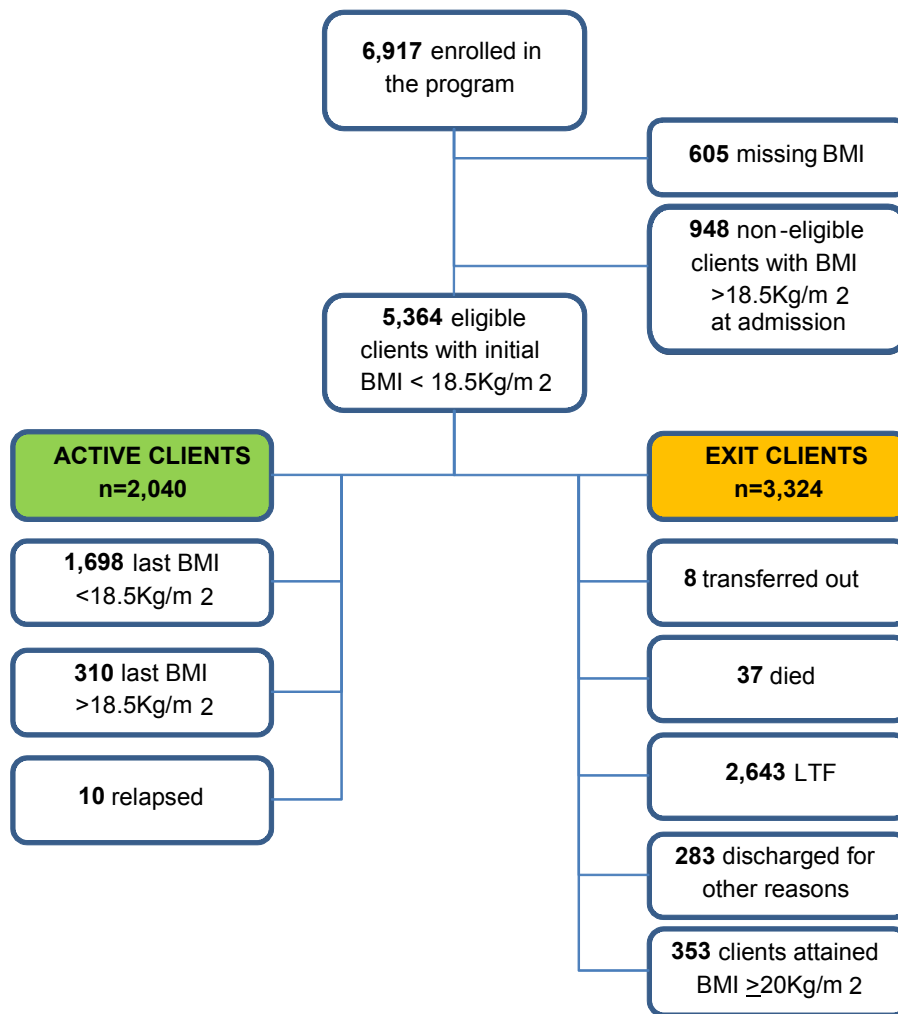 6,917 enrolled in
the program
605 missing BMI
948 non-eligible
clients with BMI
>18.5Kg/m 2
at admission
5,364 eligible
clients with initial
BMI < 18.5Kg/m 2
ACTIVE CLIENTS
n=2,040
1,698 last BMI
<18.5Kg/m 2
310 last BMI
>18.5Kg/m 2
10 relapsed
EXIT CLIENTS
n=3,324
8 transferred out
37 died
2,643 LTF
283 discharged for
other reasons
353 clients attained
BMI ≥20Kg/m 2